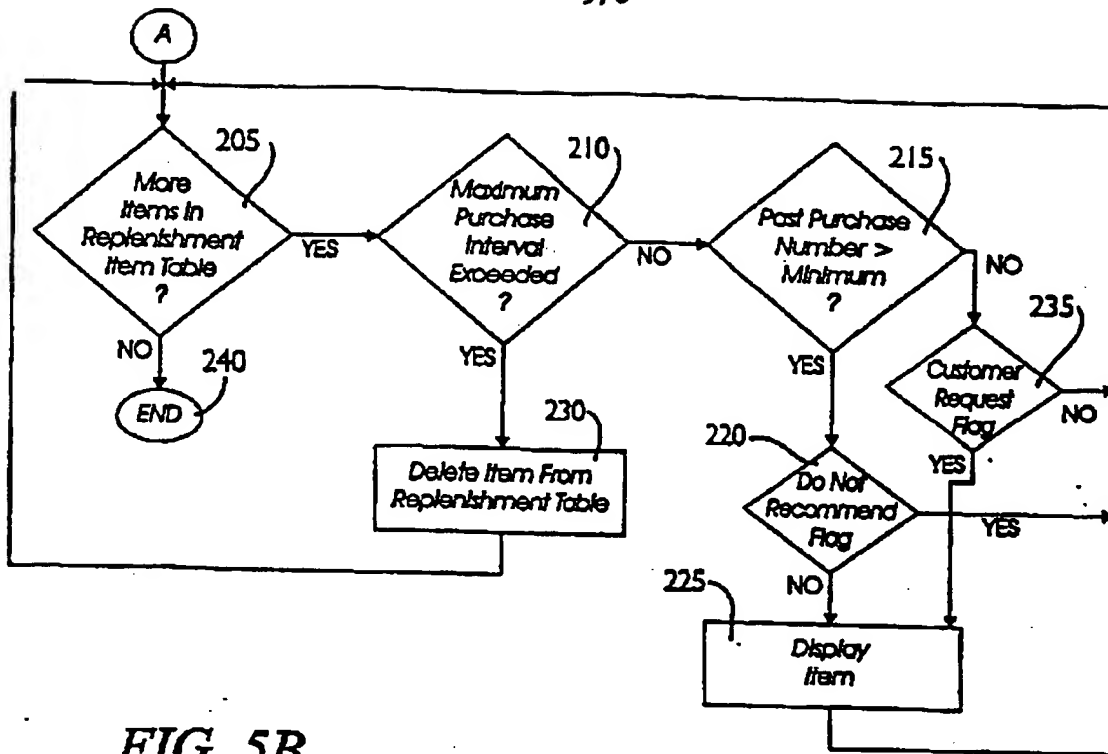 A
205
More
Items In
Replenishment
Item Table
?
YES
NO
240
END
210
Maximum
Purchase
Interval
Exceeded
?
NO
YES
230
Delete Item From
Replenishment Table
215
Past Purchase
Number >
Minimum
?
NO
YES
235
Customer
Request
Flag
NO
YES
220
Do Not
Recommend
Flag
YES
NO
225
Display
Item
FIG. 5B